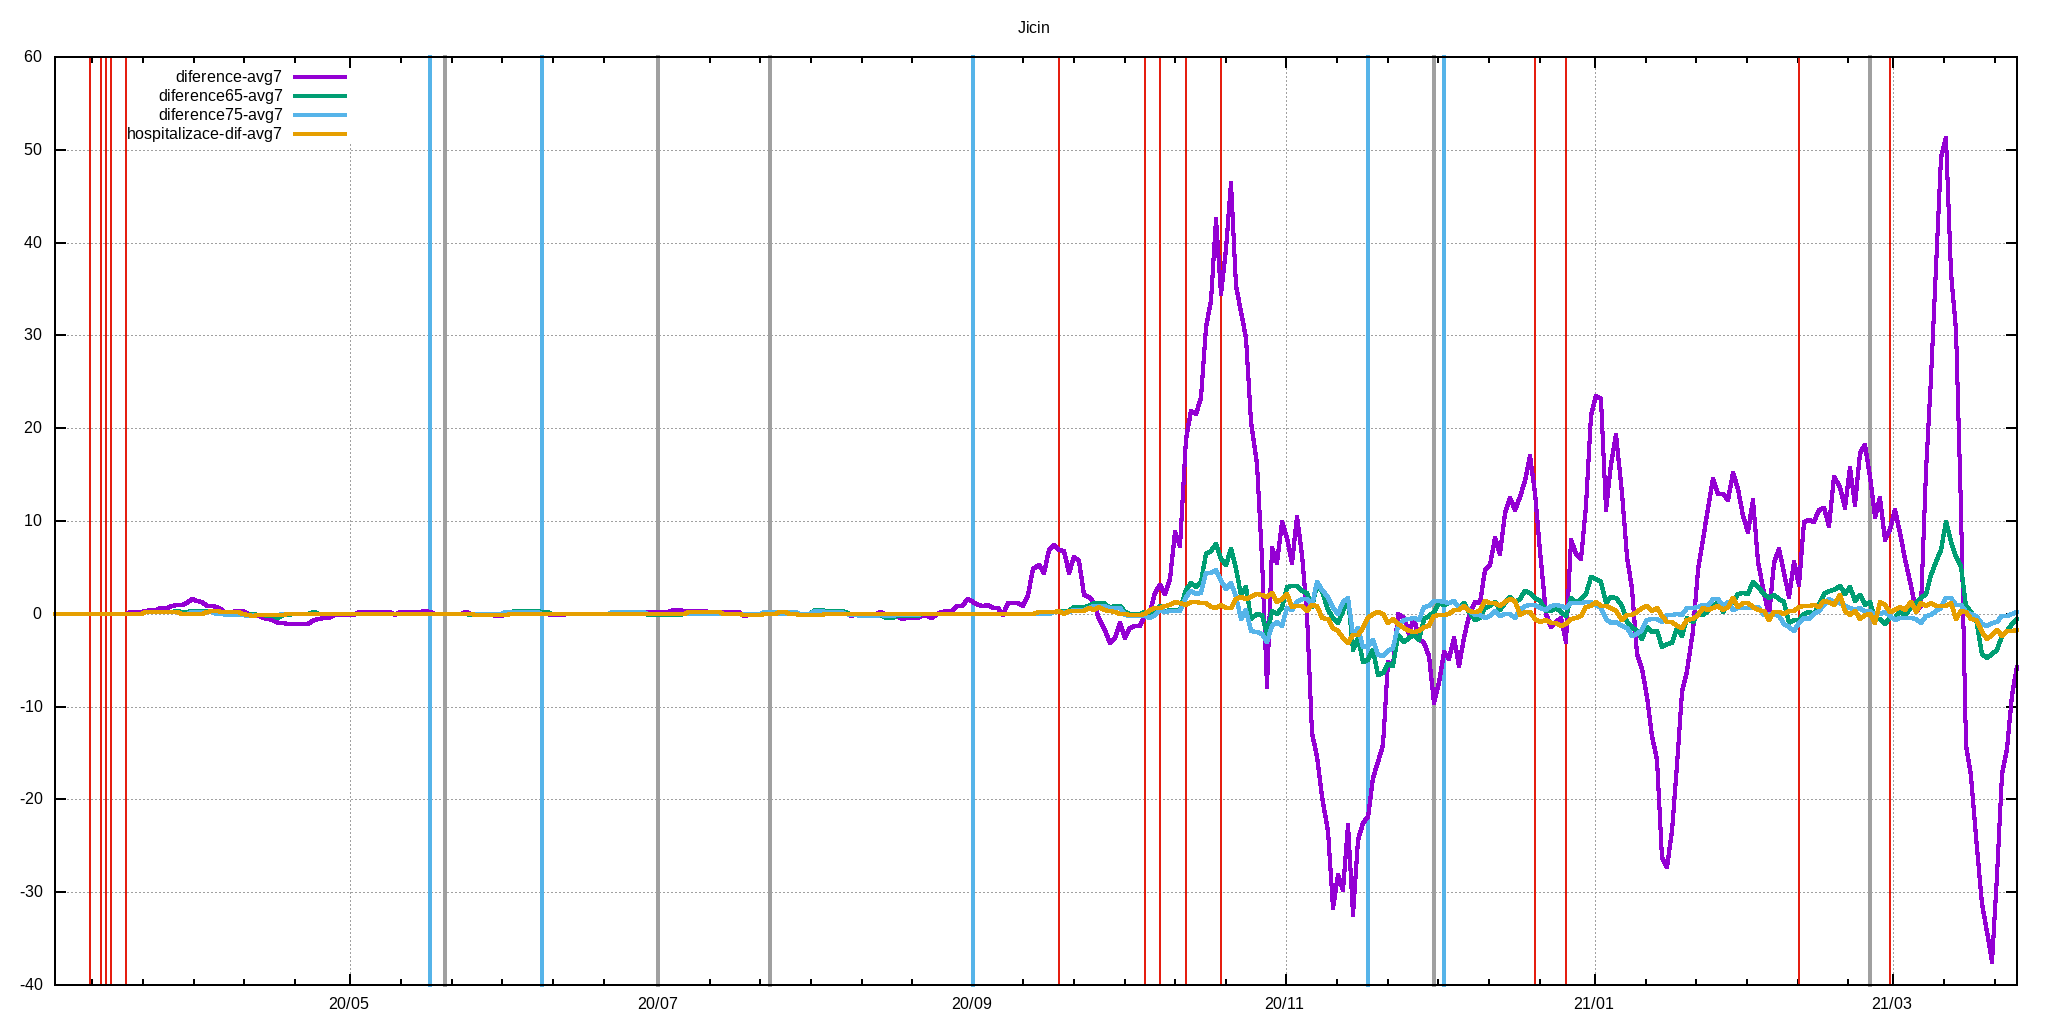 Jicin
diference-avg7
diference65-avg7
diference75-avg7
hospitalizace-dif-avg7
60
50
40
30
20
10
0
-10
-20
-30
-40
20/05 20/07 20/09 20/11 21/01 21/03